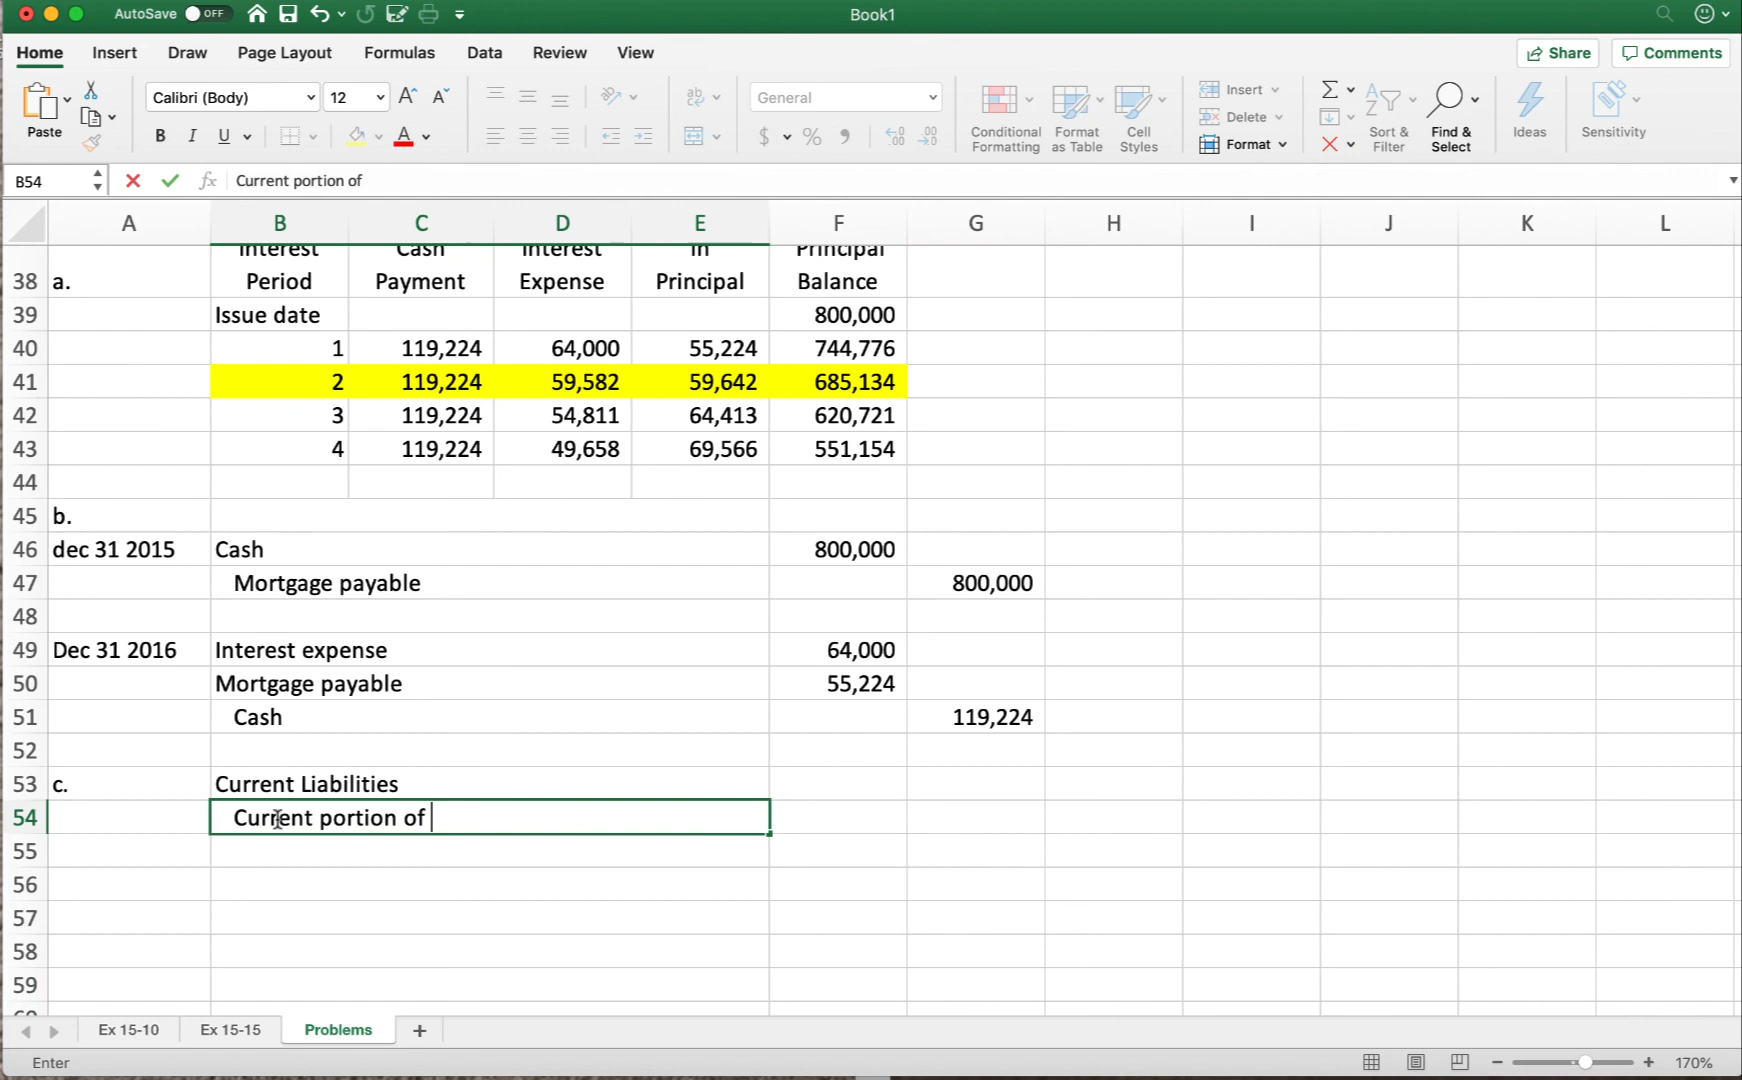 AutoSave OFF Book1
Home Insert Draw Page Layout Formulas Data Review View Share Comments
Paste Calibri (Body) 12 A A General Conditional Formatting Format as Table Cell Styles Insert Delete Format Sort & Filter Find & Select Ideas Sensitivity
B I U A $ %
B54 fx Current portion of
A B C D E F G H I J K L
Interest Cash Interest in Principal
38 a. Period Payment Expense Principal Balance
39 Issue date 800,000
40 1 119,224 64,000 55,224 744,776
41 2 119,224 59,582 59,642 685,134
42 3 119,224 54,811 64,413 620,721
43 4 119,224 49,658 69,566 551,154
44
45 b.
46 dec 31 2015 Cash 800,000
47 Mortgage payable 800,000
48
49 Dec 31 2016 Interest expense 64,000
50 Mortgage payable 55,224
51 Cash 119,224
52
53 c. Current Liabilities
54 Current portion of
55
56
57
58
59
Ex 15-10 Ex 15-15 Problems +
Enter 170%